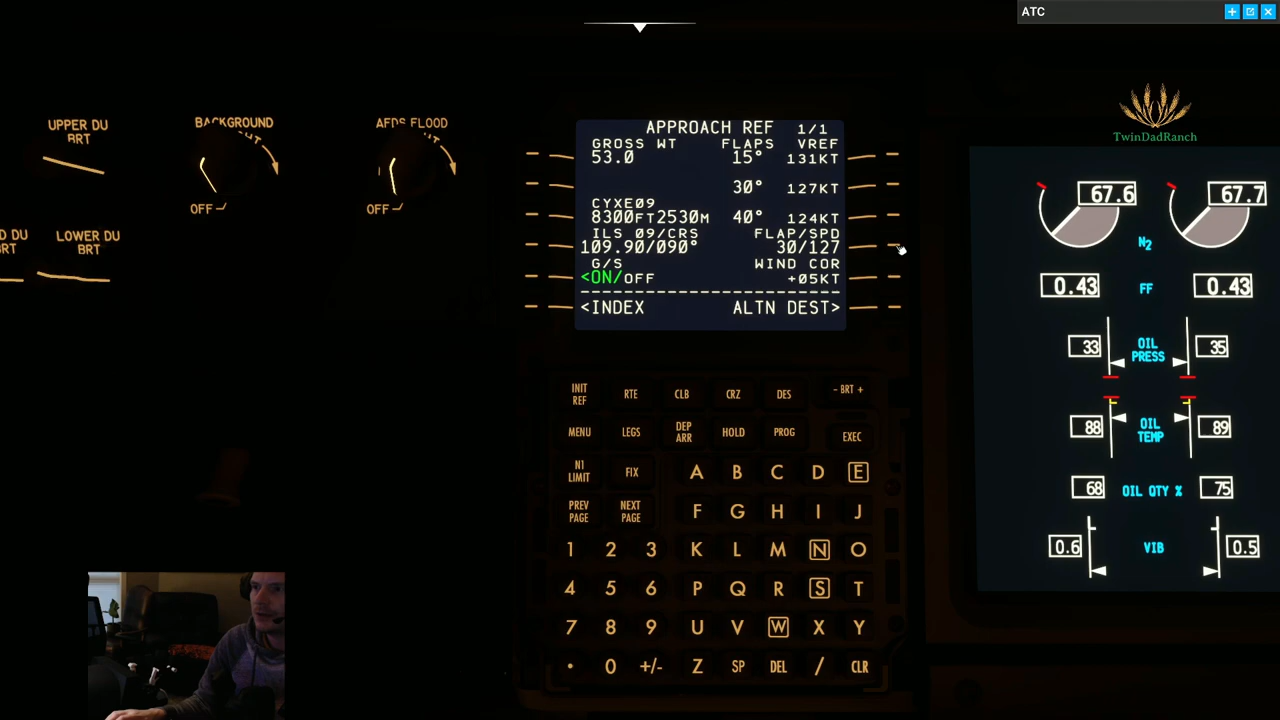 ATC
UPPER DU
BRT
BACKGROUND
OFF
AFDS FLOOD
OFF
D DU
BRT
LOWER DU
BRT
TwinDadRanch
APPROACH REF 1/1
GROSS WT FLAPS VREF
53.0 15° 131KT
30° 127KT
CYXE09
8300FT2530M 40° 124KT
ILS 09/CRS FLAP/SPD
109.90/090° 30/127
G/S WIND COR
<ON/OFF +05KT
--------------------------------
<INDEX ALTN DEST>
INIT REF RTE CLB CRZ DES - BRT +
MENU LEGS DEP ARR HOLD PROG EXEC
N1 LIMIT FIX A B C D E
PREV PAGE NEXT PAGE F G H I J
1 2 3 K L M N O
4 5 6 P Q R S T
7 8 9 U V W X Y
. 0 +/- Z SP DEL / CLR
67.6 67.7
N2
0.43 FF 0.43
33 OIL PRESS 35
88 OIL TEMP 89
68 OIL QTY % 75
0.6 VIB 0.5